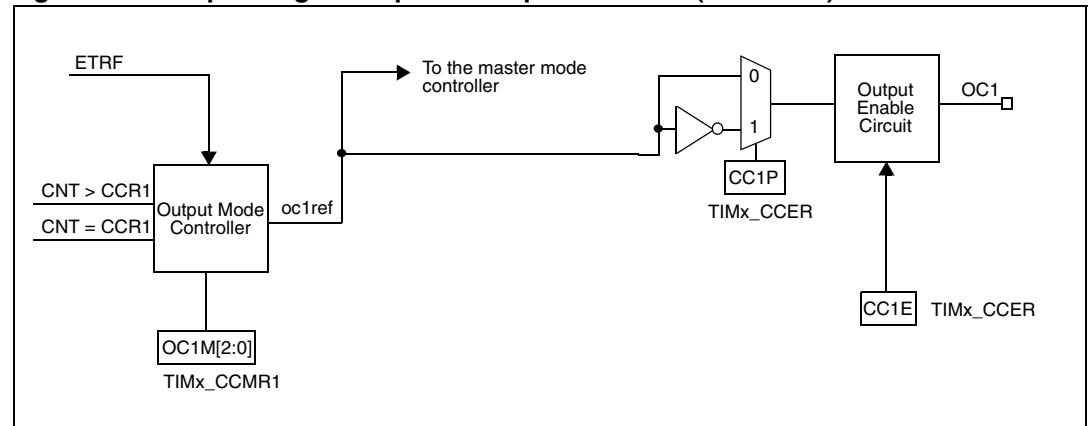 ETRF
To the master mode
controller
0
1
Output
Enable
Circuit
OC1
CC1P
TIMx_CCER
CNT > CCR1
CNT = CCR1
Output Mode
Controller
oc1ref
CC1E
TIMx_CCER
OC1M[2:0]
TIMx_CCMR1